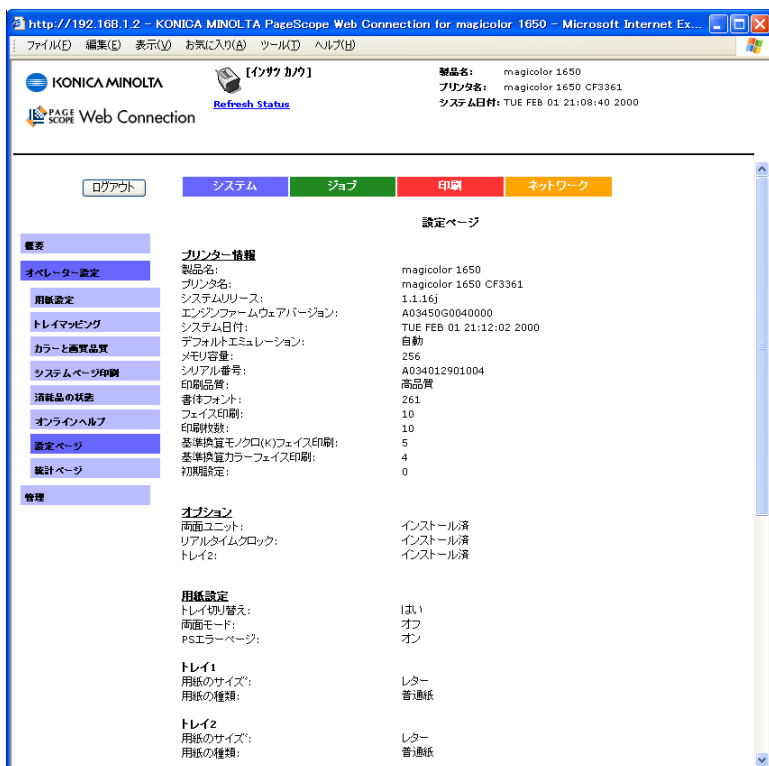 http://192.168.1.2 - KONICA MINOLTA PageScope Web Connection for magicolor 1650 - Microsoft Internet Ex...
ファイル(F) 編集(E) 表示(V) お気に入り(A) ツール(T) ヘルプ(H)
KONICA MINOLTA
PAGE SCOPE Web Connection
[インサツ カノウ]
Refresh Status
製品名: magicolor 1650
プリンタ名: magicolor 1650 CF3361
システム日付: TUE FEB 01 21:08:40 2000
ログアウト
システム ジョブ 印刷 ネットワーク
概要
オペレーター設定
用紙設定
トレイマッピング
カラーと画質品質
システムページ印刷
消耗品の状態
オンラインヘルプ
設定ページ
統計ページ
管理
設定ページ
プリンター情報
製品名: magicolor 1650
プリンタ名: magicolor 1650 CF3361
システムリリース: 1.1.16j
エンジンファームウェアバージョン: A03450G0040000
システム日付: TUE FEB 01 21:12:02 2000
デフォルトエミュレーション: 自動
メモリ容量: 256
シリアル番号: A034012901004
印刷品質: 高品質
書体フォント: 261
フェイス印刷: 10
印刷枚数: 10
基準換算モノクロ(K)フェイス印刷: 5
基準換算カラーフェイス印刷: 4
初期設定: 0
オプション
両面ユニット: インストール済
リアルタイムクロック: インストール済
トレイ2: インストール済
用紙設定
トレイ切り替え: はい
両面モード: オフ
PSエラーページ: オン
トレイ1
用紙のサイズ: レター
用紙の種類: 普通紙
トレイ2
用紙のサイズ: レター
用紙の種類: 普通紙